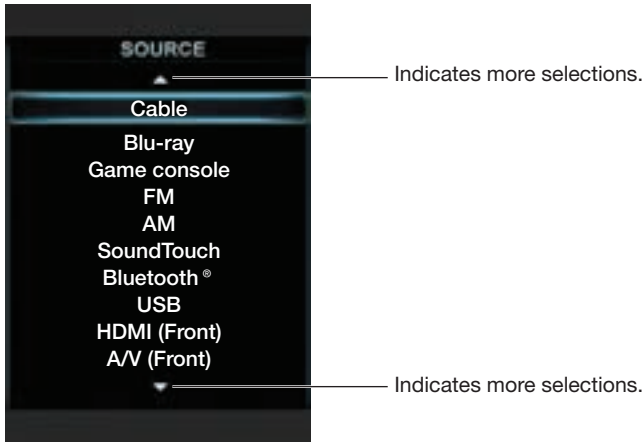 SOURCE
Indicates more selections.
Cable
Blu-ray
Game console
FM
AM
SoundTouch
Bluetooth ®
USB
HDMI (Front)
A/V (Front)
Indicates more selections.